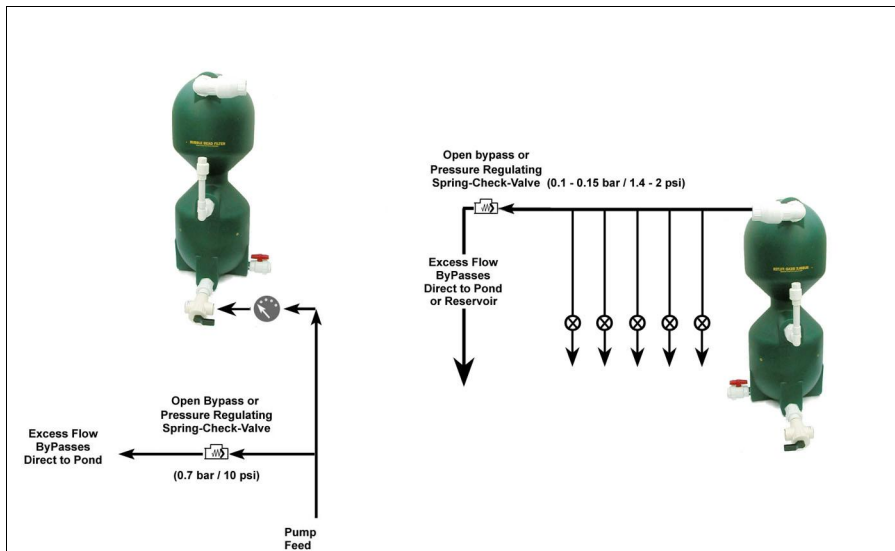 Open bypass or
Pressure Regulating
Spring-Check-Valve (0.1 - 0.15 bar / 1.4 - 2 psi)
Excess Flow
ByPasses
Direct to Pond
or Reservoir
Open Bypass or
Pressure Regulating
Spring-Check-Valve
Excess Flow
ByPasses
Direct to Pond
(0.7 bar / 10 psi)
Pump
Feed